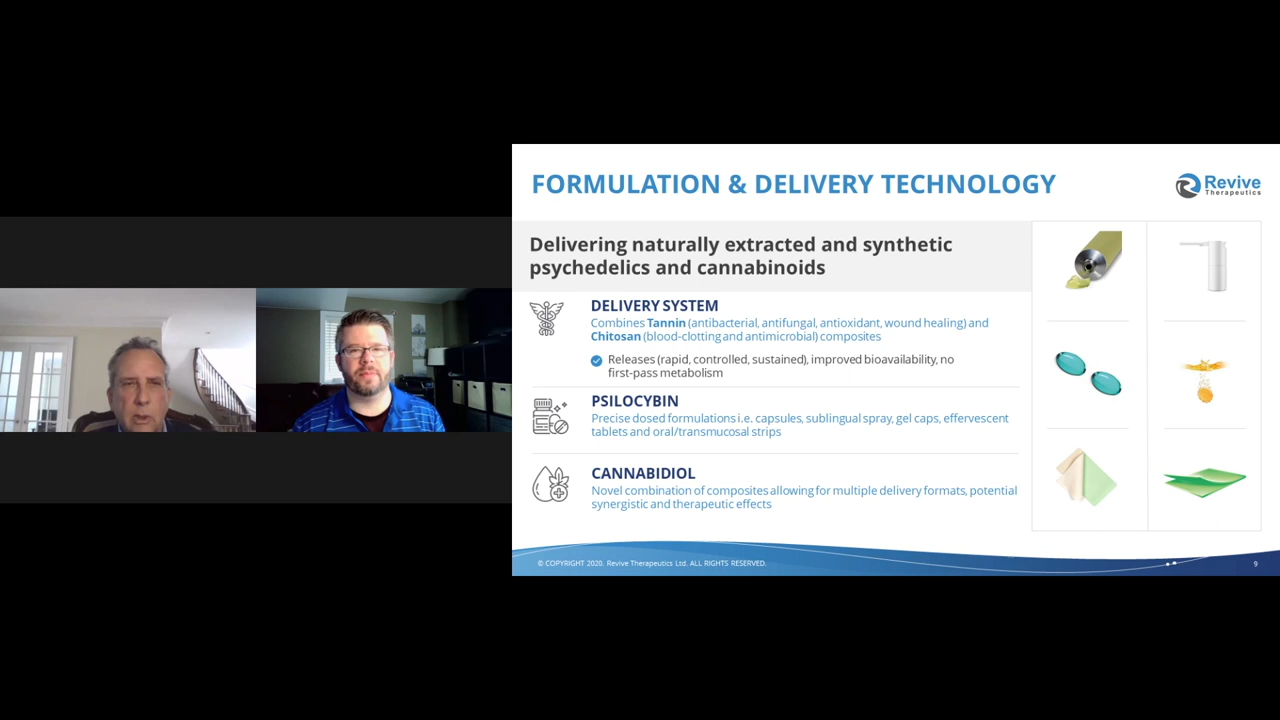 FORMULATION & DELIVERY TECHNOLOGY
Revive
Therapeutics
Delivering naturally extracted and synthetic
psychedelics and cannabinoids
DELIVERY SYSTEM
Combines Tannin (antibacterial, antifungal, antioxidant, wound healing) and
Chitosan (blood-clotting and antimicrobial) composites
Releases (rapid, controlled, sustained), improved bioavailability, no
first-pass metabolism
PSILOCYBIN
Precise dosed formulations i.e. capsules, sublingual spray, gel caps, effervescent
tablets and oral/transmucosal strips
CANNABIDIOL
Novel combination of composites allowing for multiple delivery formats, potential
synergistic and therapeutic effects
© COPYRIGHT 2020. Revive Therapeutics Ltd. ALL RIGHTS RESERVED.
9